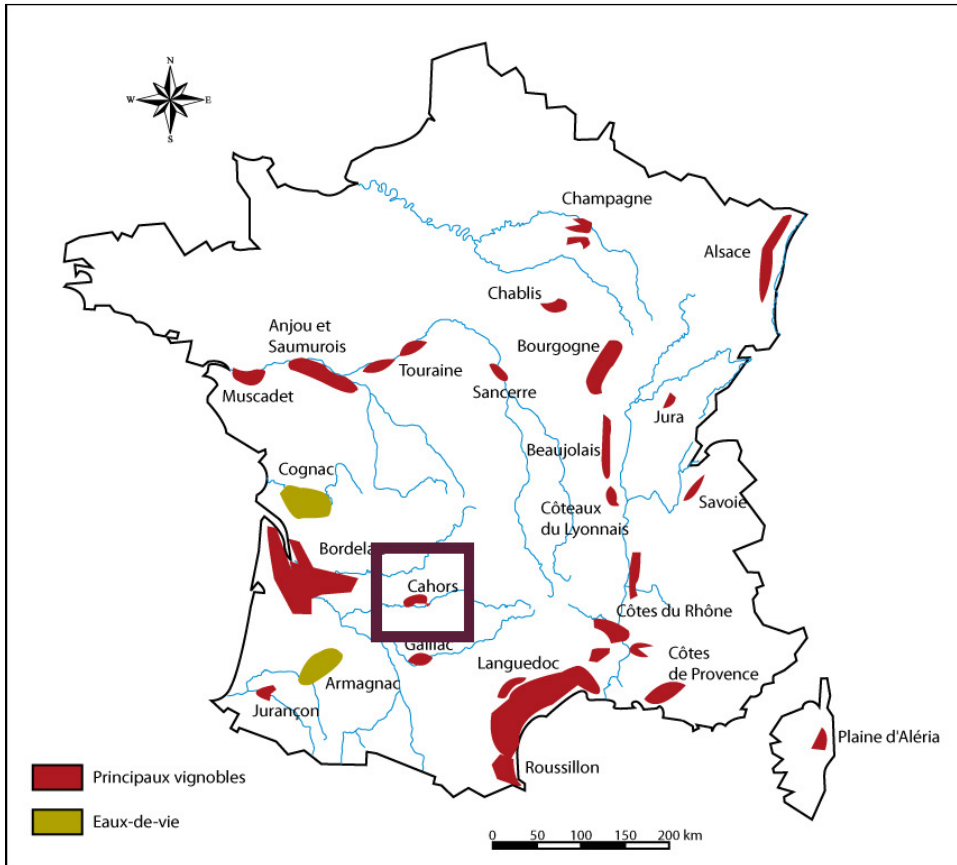 N
W
E
S
Champagne
Alsace
Chablis
Anjou et
Saumurois
Bourgogne
Touraine
Sancerre
Muscadet
Jura
Beaujolais
Cognac
Savoie
Côteaux
du Lyonnais
Bordela
Cahors
Côtes du Rhône
Gaillac
Languedoc
Côtes
de Provence
Armagnac
Jurançon
Plaine d'Aléria
Roussillon
Principaux vignobles
Eaux-de-vie
0 50 100 150 200 km